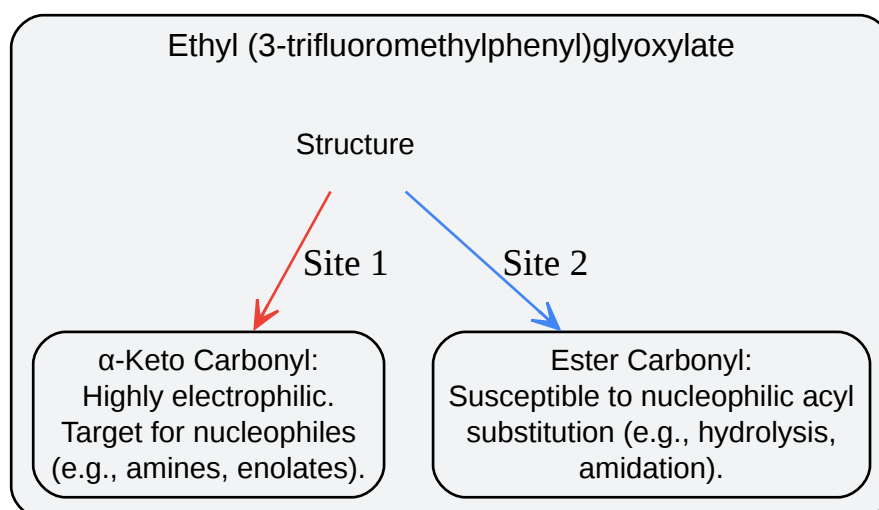 Ethyl (3-trifluoromethylphenyl)glyoxylate
Structure
Site 1
Site 2
α-Keto Carbonyl:
Highly electrophilic.
Target for nucleophiles
(e.g., amines, enolates).
Ester Carbonyl:
Susceptible to nucleophilic acyl
substitution (e.g., hydrolysis,
amidation).